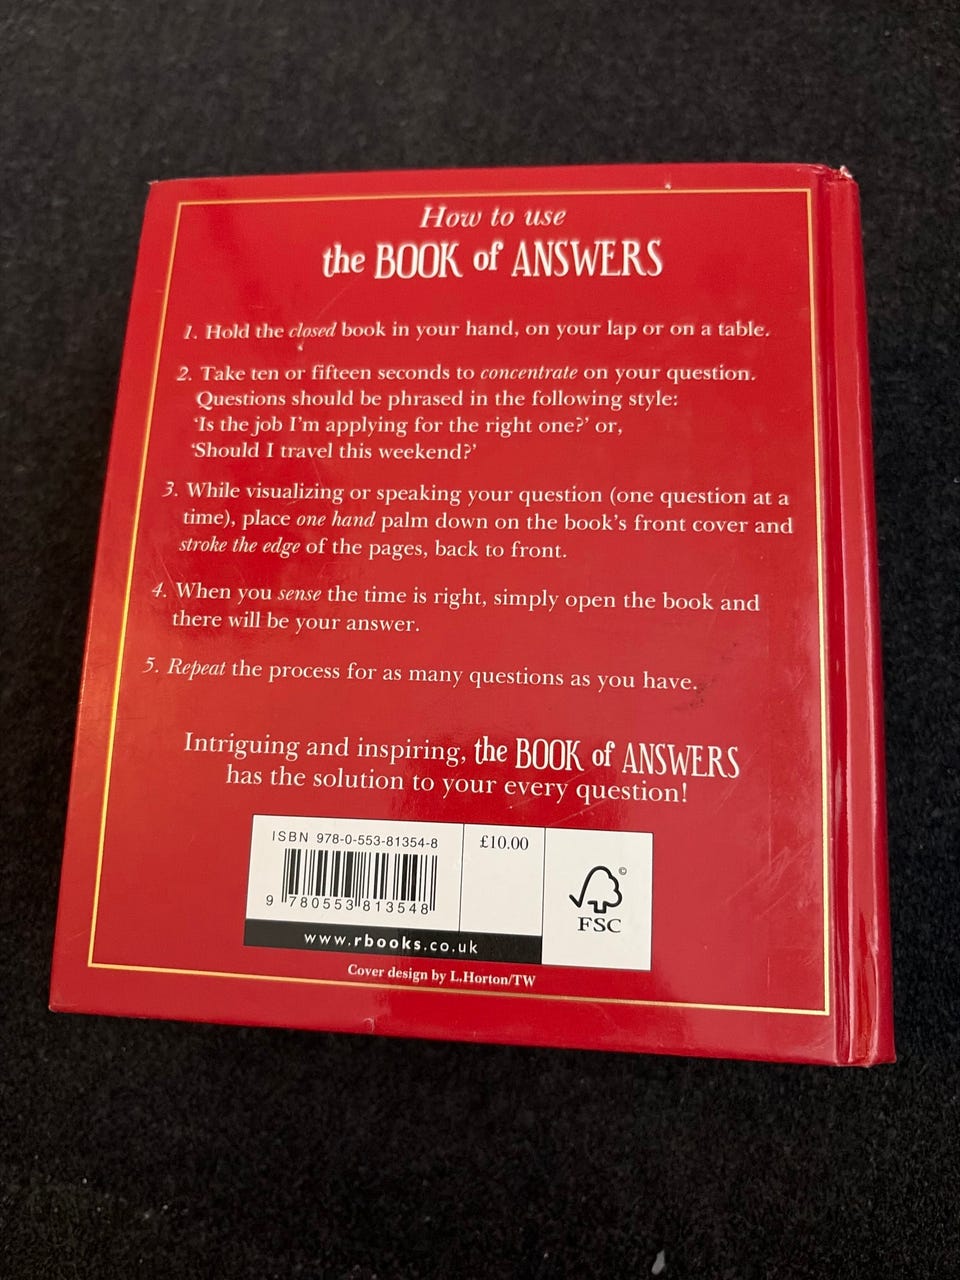 How to use
the BOOK of ANSWERS
1. Hold the closed book in your hand, on your lap or on a table.
2. Take ten or fifteen seconds to concentrate on your question.
Questions should be phrased in the following style:
‘Is the job I’m applying for the right one?’ or,
‘Should I travel this weekend?’
3. While visualizing or speaking your question (one question at a
time), place one hand palm down on the book’s front cover and
stroke the edge of the pages, back to front.
4. When you sense the time is right, simply open the book and
there will be your answer.
5. Repeat the process for as many questions as you have.
Intriguing and inspiring, the BOOK of ANSWERS
has the solution to your every question!
ISBN 978-0-553-81354-8
£10.00
9 780553 813548
©
FSC
www.rbooks.co.uk
Cover design by L.Horton/TW